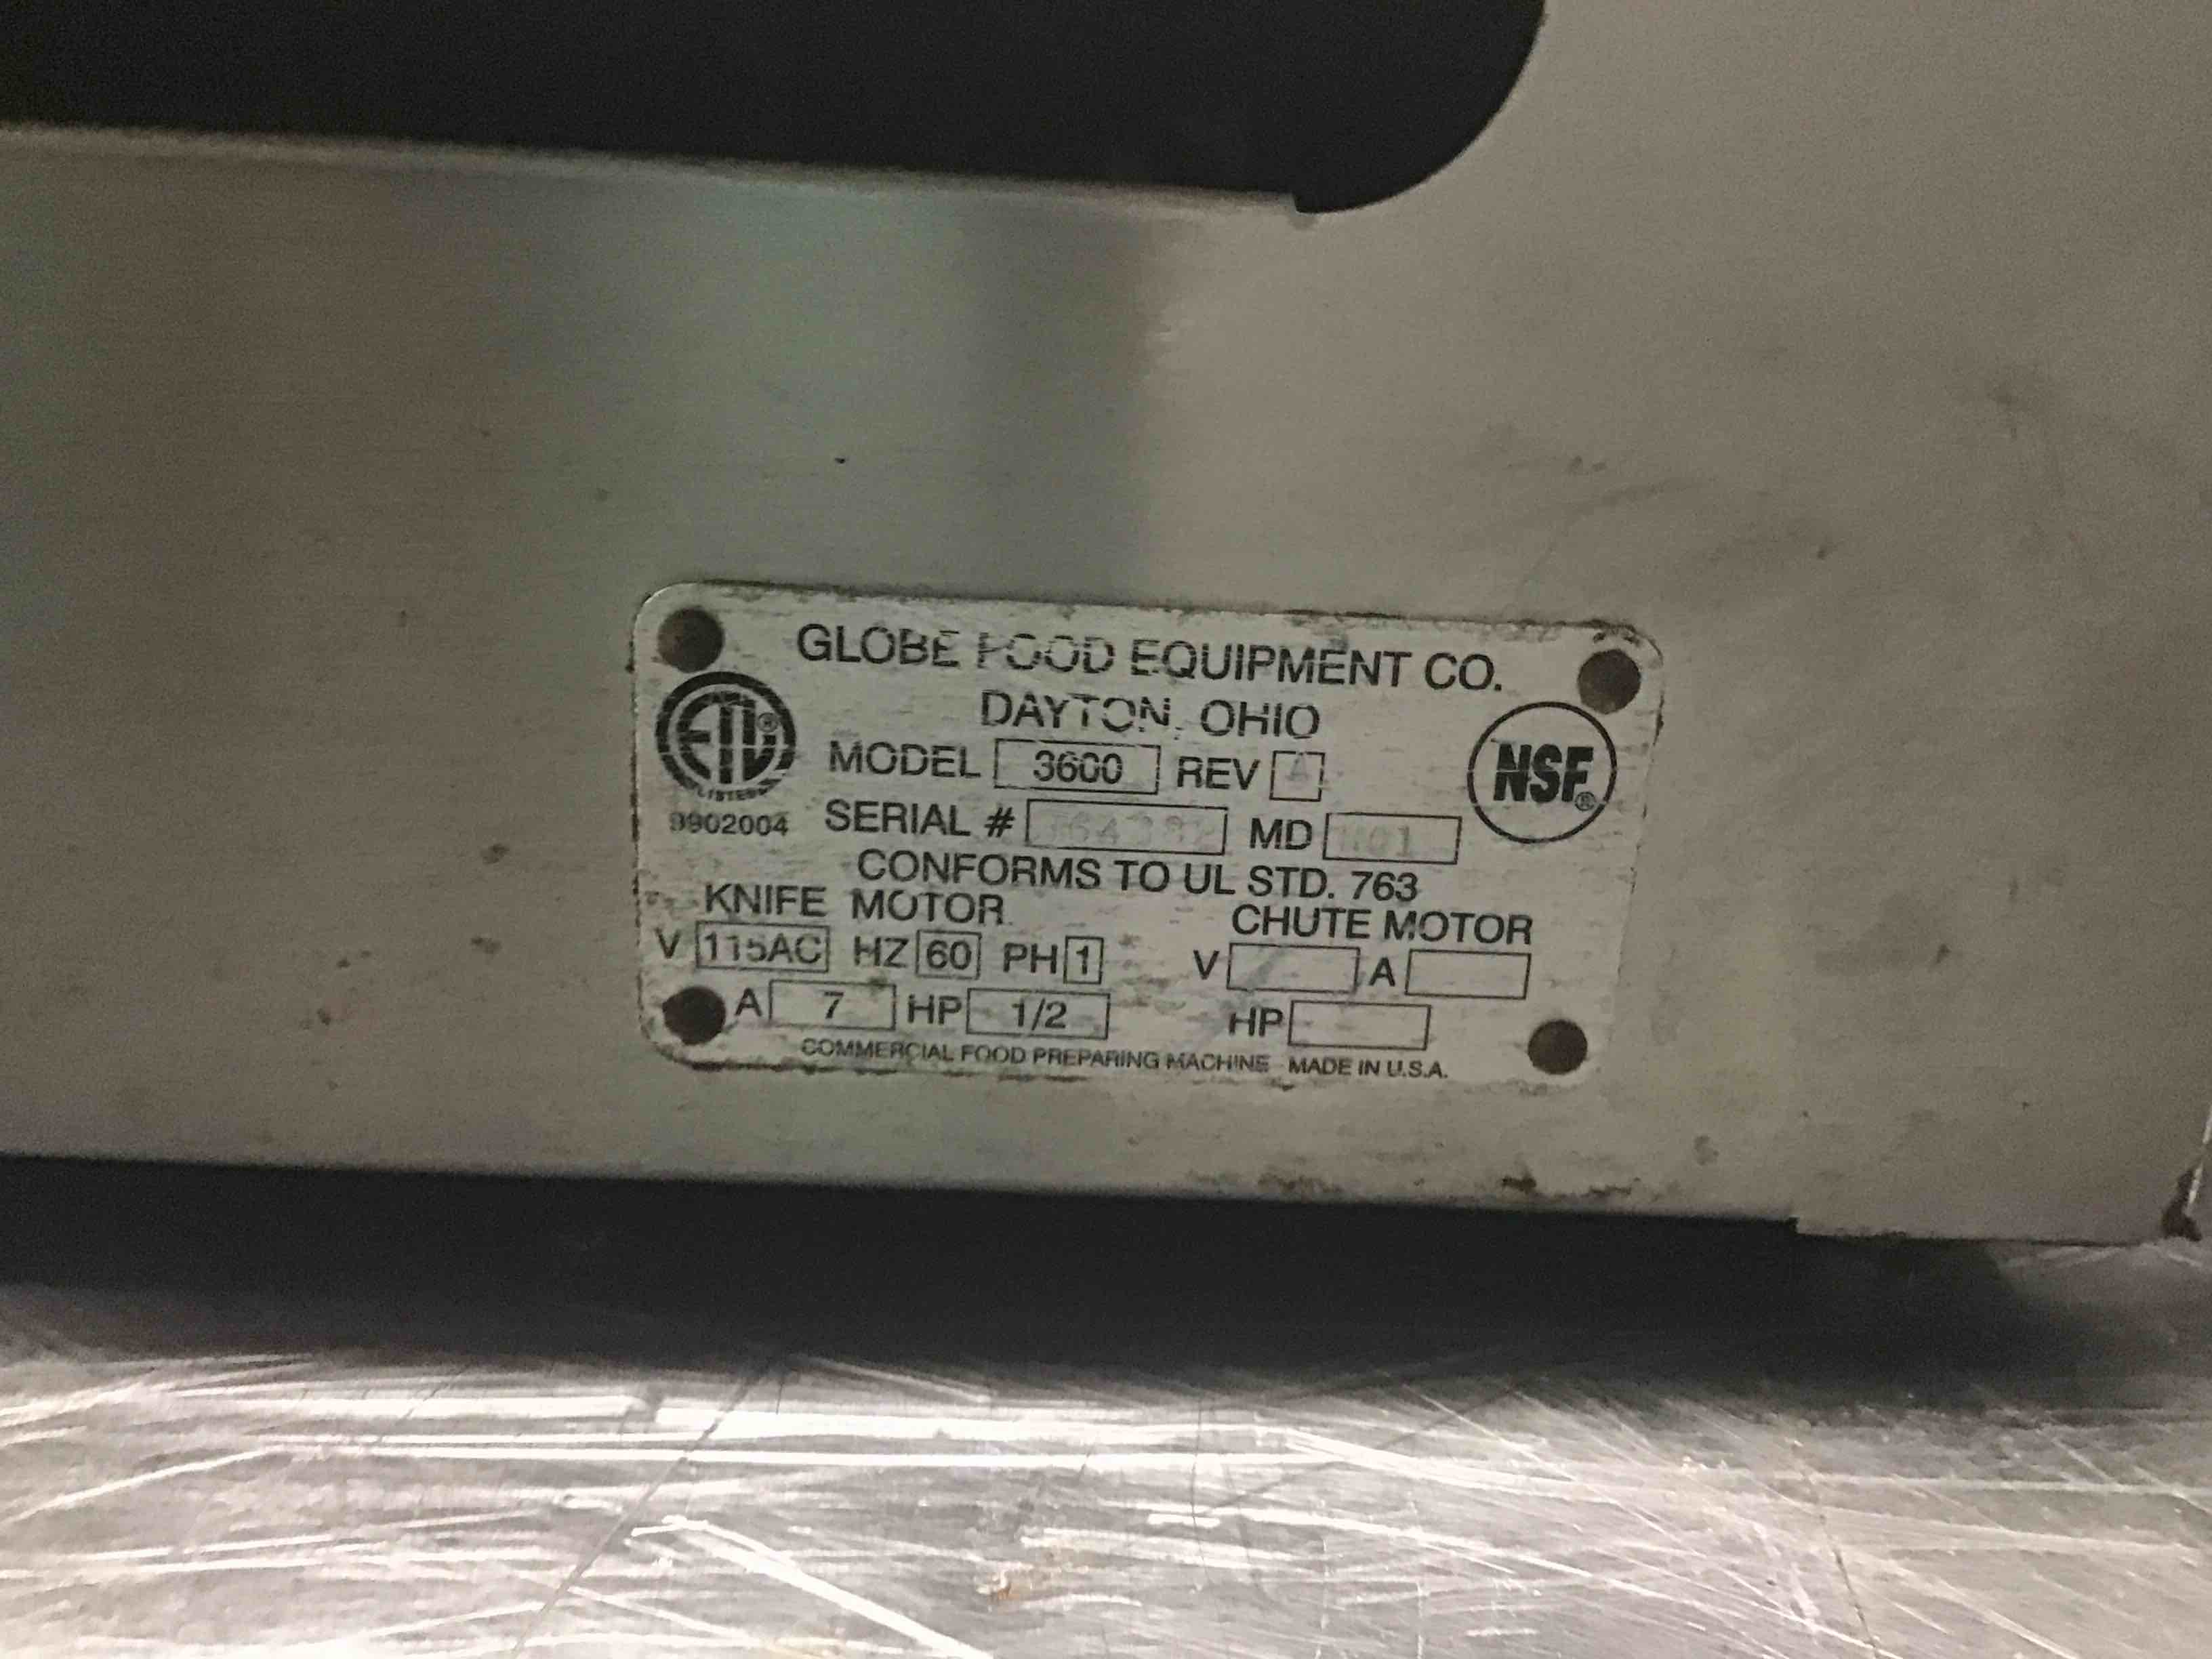 GLOBE FOOD EQUIPMENT CO.
DAYTON, OHIO
ETL ®
LISTED
9902004
MODEL 3600 REV A
NSF®
SERIAL # MD
CONFORMS TO UL STD. 763
KNIFE MOTOR
V 115AC HZ 60 PH 1
A 7 HP 1/2
CHUTE MOTOR
V A
HP
COMMERCIAL FOOD PREPARING MACHINE MADE IN U.S.A.